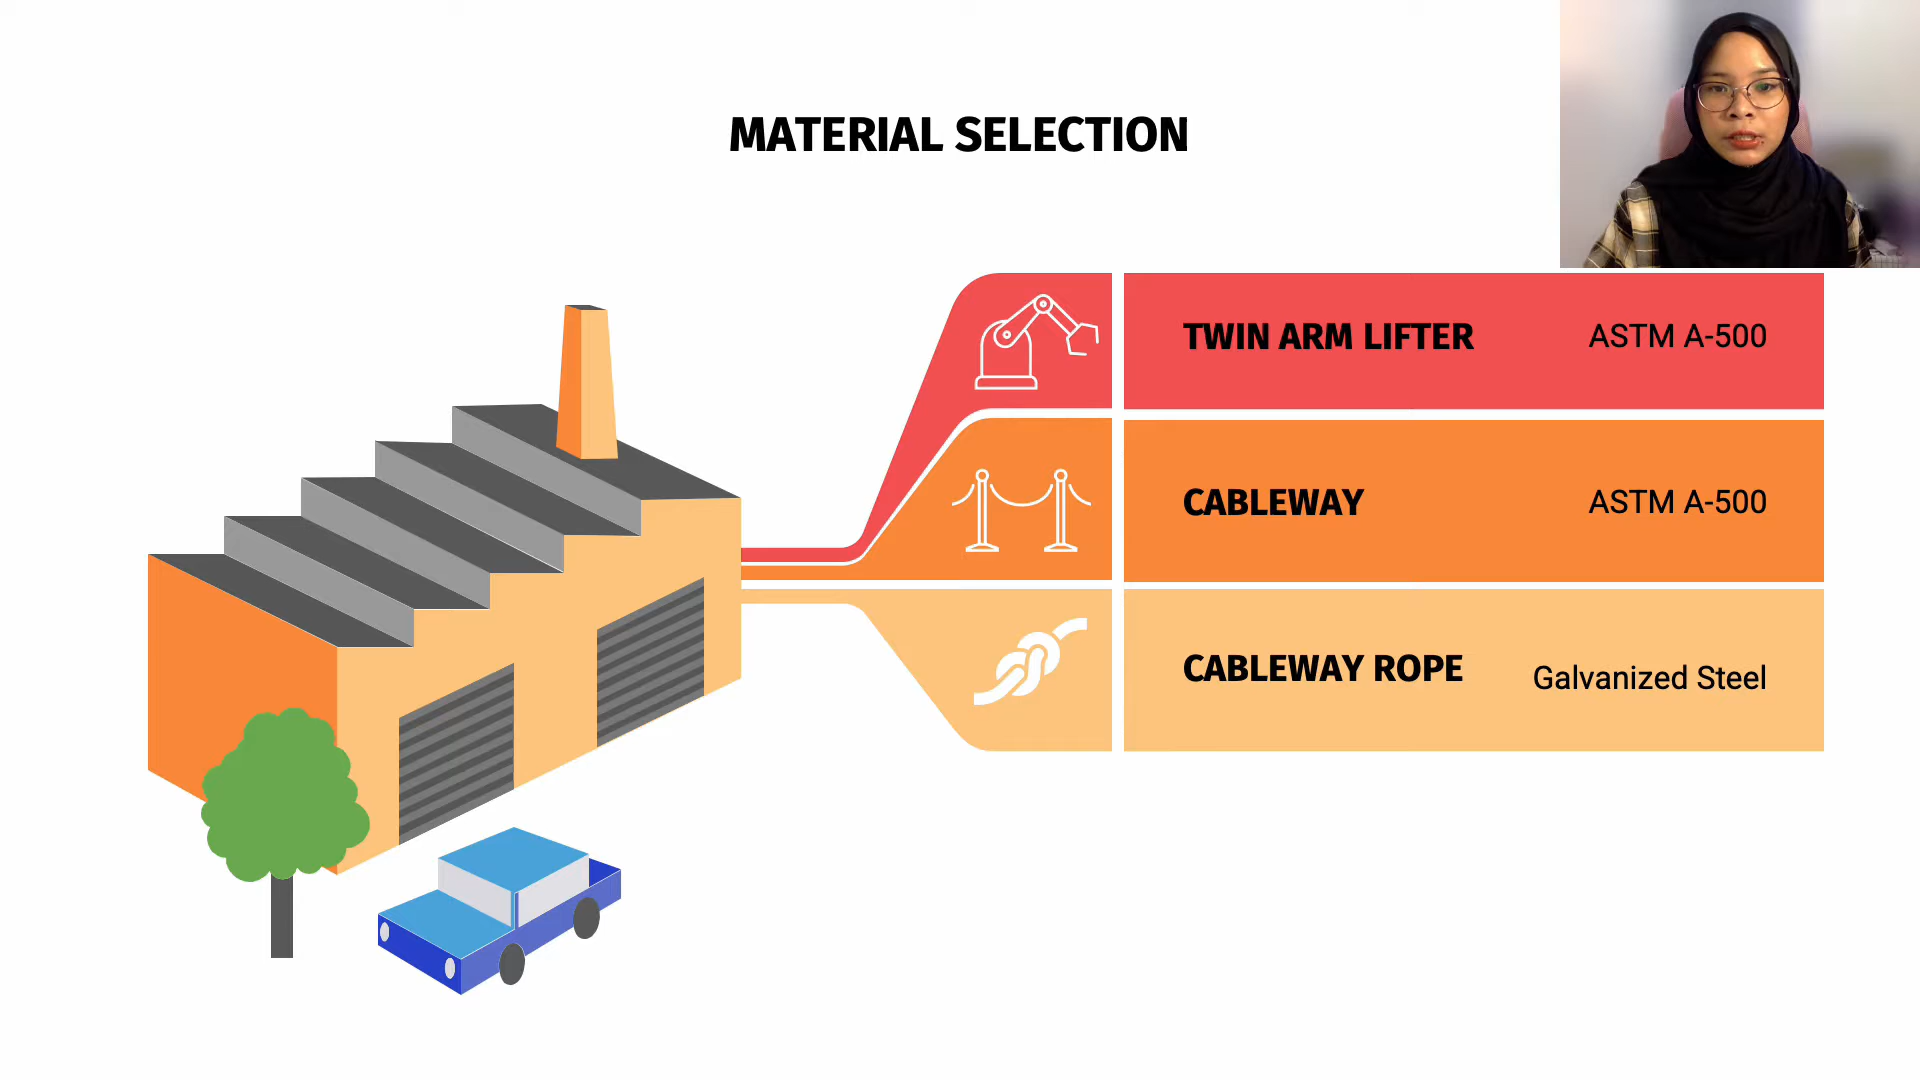 MATERIAL SELECTION
TWIN ARM LIFTER ASTM A-500
CABLEWAY ASTM A-500
CABLEWAY ROPE Galvanized Steel